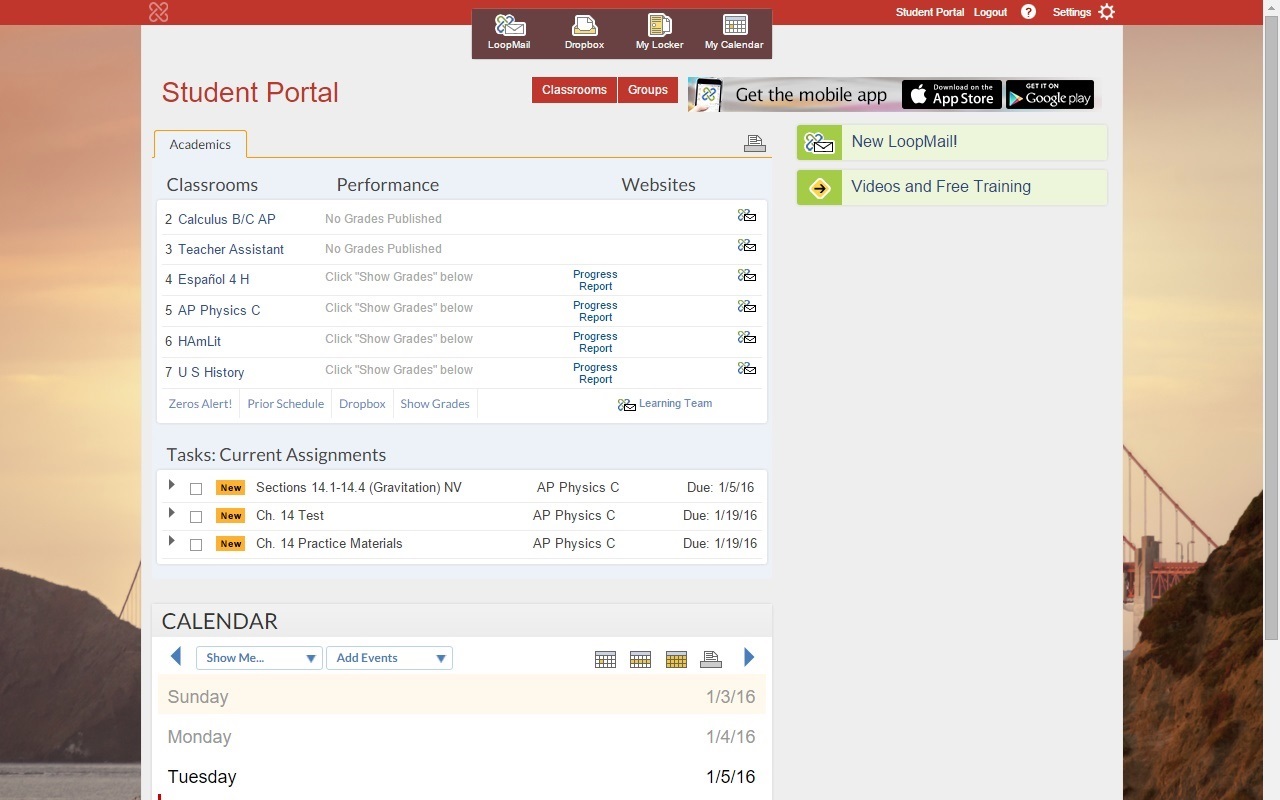 Student Portal Logout ? Settings
LoopMail Dropbox My Locker My Calendar
Student Portal
Classrooms Groups
Get the mobile app
Download on the
App Store
GET IT ON
Google play
Academics
New LoopMail!
Videos and Free Training
Classrooms Performance Websites
2 Calculus B/C AP No Grades Published
3 Teacher Assistant No Grades Published
4 Español 4 H Click "Show Grades" below Progress
Report
5 AP Physics C Click "Show Grades" below Progress
Report
6 HAmLit Click "Show Grades" below Progress
Report
7 U S History Click "Show Grades" below Progress
Report
Zeros Alert! Prior Schedule Dropbox Show Grades Learning Team
Tasks: Current Assignments
New Sections 14.1-14.4 (Gravitation) NV AP Physics C Due: 1/5/16
New Ch. 14 Test AP Physics C Due: 1/19/16
New Ch. 14 Practice Materials AP Physics C Due: 1/19/16
CALENDAR
Show Me... Add Events
Sunday 1/3/16
Monday 1/4/16
Tuesday 1/5/16